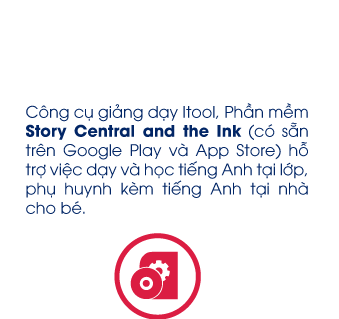 Công cụ giảng dạy Itool, Phần mềm
Story Central and the Ink (có sẵn
trên Google Play và App Store) hỗ
trợ việc dạy và học tiếng Anh tại lớp,
phụ huynh kèm tiếng Anh tại nhà
cho bé.